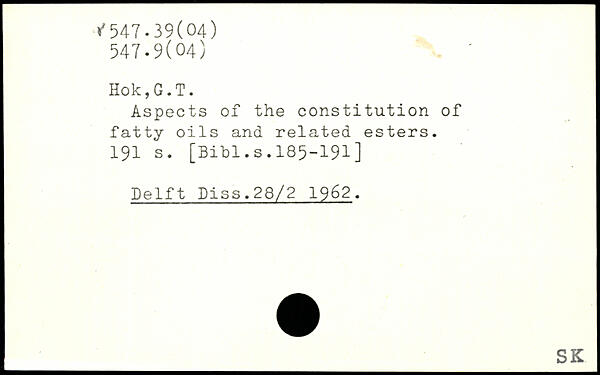 547.39(04)
547.9(04)
Hok,G.T.
Aspects of the constitution of
fatty oils and related esters.
191 s. [Bibl.s.185-191]
Delft Diss.28/2 1962.
SK